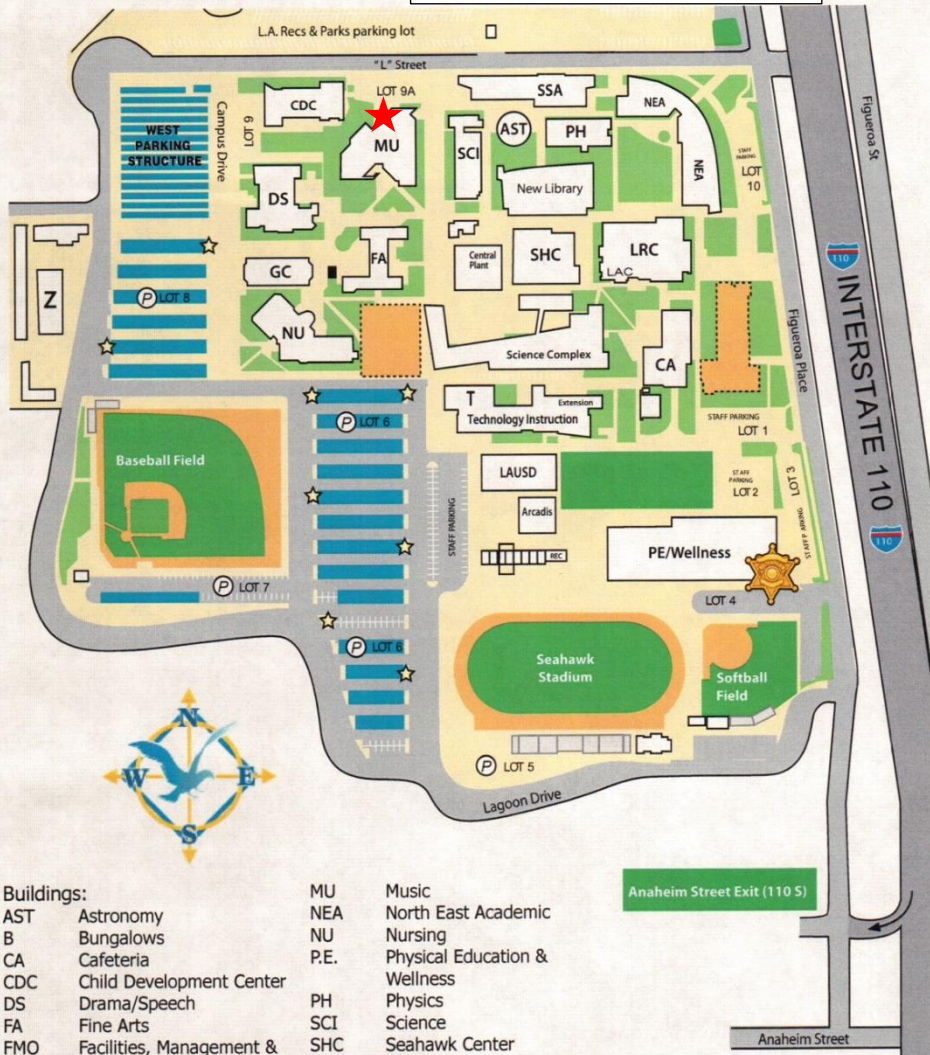 L.A. Recs & Parks parking lot
"L" Street
LOT 9A
CDC
LOT 9
MU
SSA
AST
PH
SCI
NEA
NEA
STAFF
PARKING
LOT
10
Figueroa St
WEST
PARKING
STRUCTURE
Campus Drive
DS
New Library
FA
GC
Central
Plant
SHC
LRC
LAC
110
INTERSTATE 110
Z
P LOT 8
NU
Science Complex
CA
Figueroa Place
P LOT 6
T
Extension
Technology Instruction
STAFF PARKING
LOT 1
Baseball Field
LAUSD
STAFF
PARKING
LOT 2
LOT 3
STAFF PARKING
Arcadis
STAFF PARKING
REC
PE/Wellness
110
P LOT 7
LOT 4
P LOT 6
Seahawk
Stadium
Softball
Field
P LOT 5
Lagoon Drive
N
W
E
S
Anaheim Street Exit (110 S)
Buildings:
AST Astronomy
B Bungalows
CA Cafeteria
CDC Child Development Center
DS Drama/Speech
FA Fine Arts
FMO Facilities, Management &
MU Music
NEA North East Academic
NU Nursing
P.E. Physical Education &
Wellness
PH Physics
SCI Science
SHC Seahawk Center
Anaheim Street